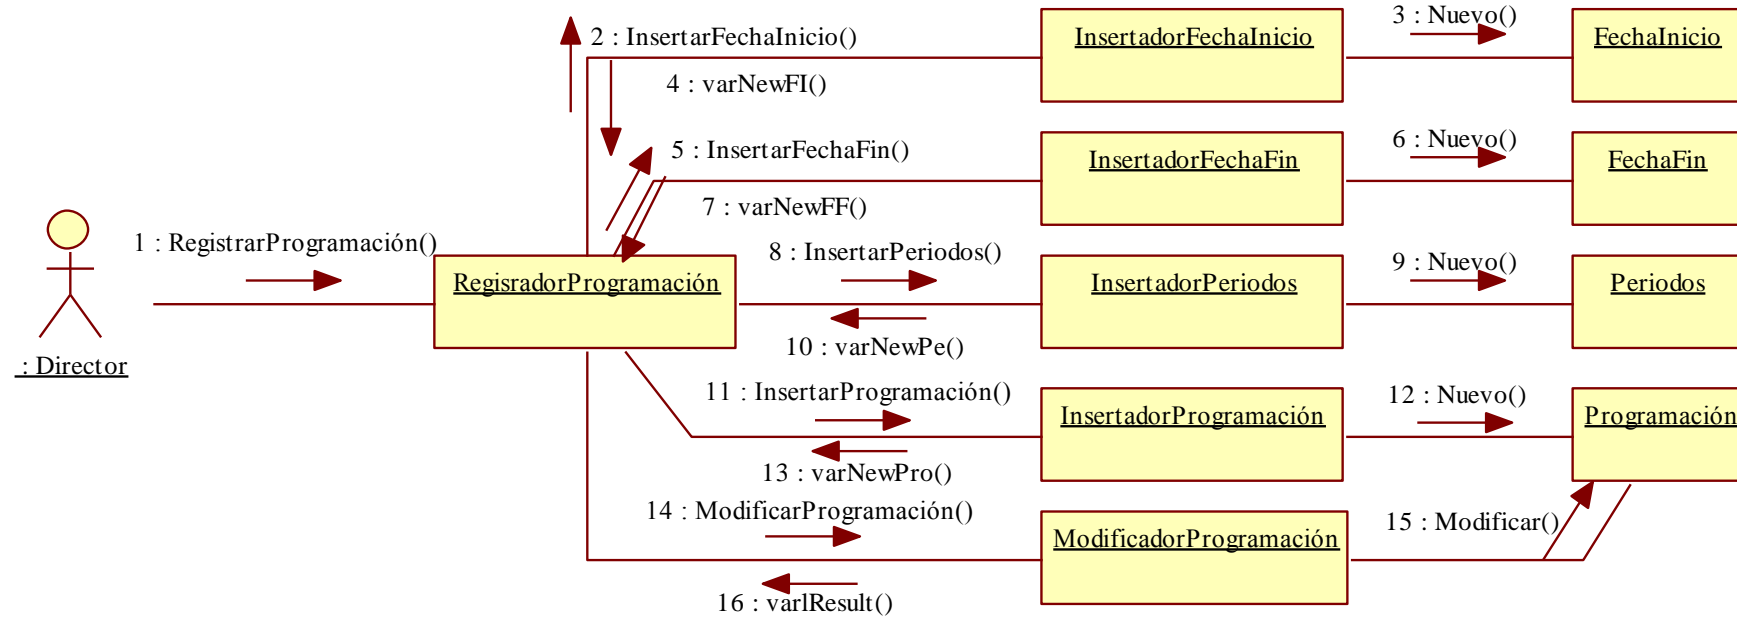 2 : InsertarFechaInicio()
InsertadorFechaInicio
3 : Nuevo()
FechaInicio
4 : varNewFI()
5 : InsertarFechaFin()
InsertadorFechaFin
6 : Nuevo()
FechaFin
7 : varNewFF()
1 : RegistrarProgramación()
RegisradorProgramación
8 : InsertarPeriodos()
InsertadorPeriodos
9 : Nuevo()
Periodos
10 : varNewPe()
: Director
11 : InsertarProgramación()
InsertadorProgramación
12 : Nuevo()
Programación
13 : varNewPro()
14 : ModificarProgramación()
ModificadorProgramación
15 : Modificar()
16 : varlResult()